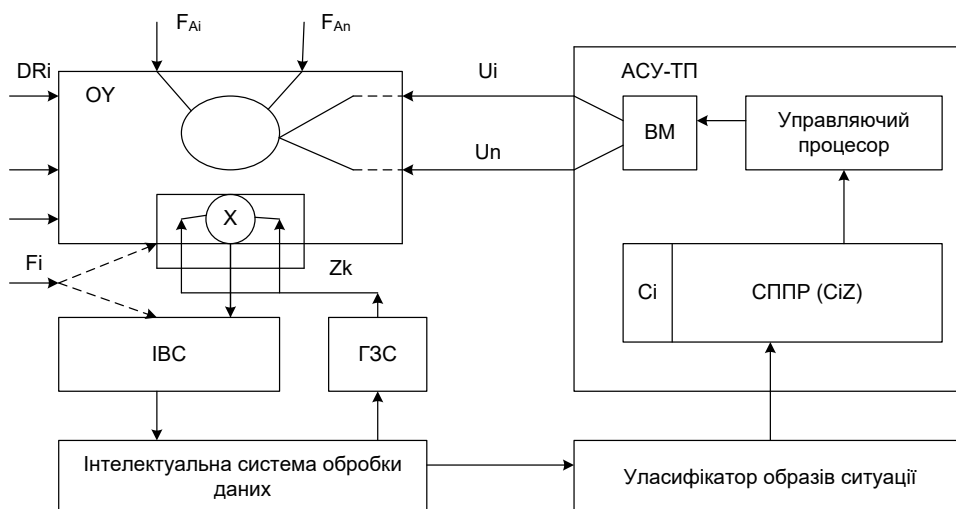 F_Ai
F_An
DRi
ОУ
Ui
АСУ-ТП
ВМ
Управляючий
процесор
Un
X
Fi
Zk
Ci
СППР (CiZ)
ІВС
ГЗС
Інтелектуальна система обробки
даних
Уласифікатор образів ситуації